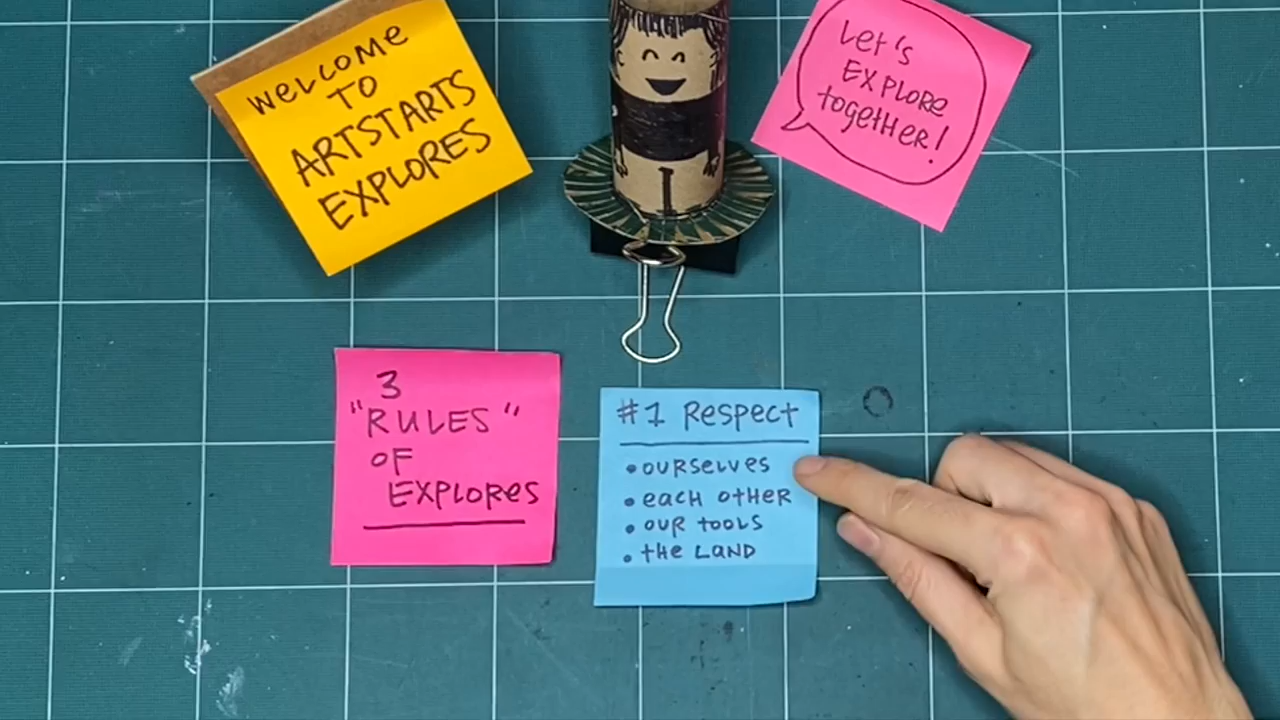 WELCOME
TO
ARTSTARTS
EXPLORES
Let's
EXPLORE
together!
3
"RULES"
OF
EXPLORES
#1 Respect
• OURSELVES
• EACH OTHER
• OUR TOOLS
• THE LAND